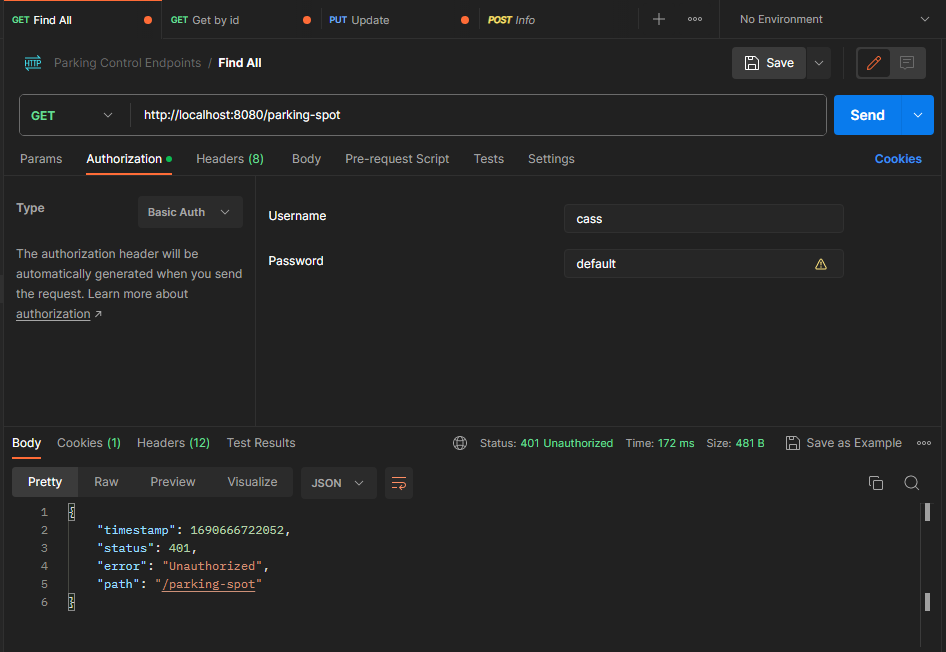 GET Find All GET Get by id PUT Update POST Info No Environment
HTTP Parking Control Endpoints / Find All Save
GET http://localhost:8080/parking-spot Send
Params Authorization Headers (8) Body Pre-request Script Tests Settings Cookies
Type Basic Auth
The authorization header will be
automatically generated when you send
the request. Learn more about
authorization ↗
Username cass
Password default
Body Cookies (1) Headers (12) Test Results Status: 401 Unauthorized Time: 172 ms Size: 481 B Save as Example
Pretty Raw Preview Visualize JSON
1 {
2 "timestamp": 1690666722052,
3 "status": 401,
4 "error": "Unauthorized",
5 "path": "/parking-spot"
6 }